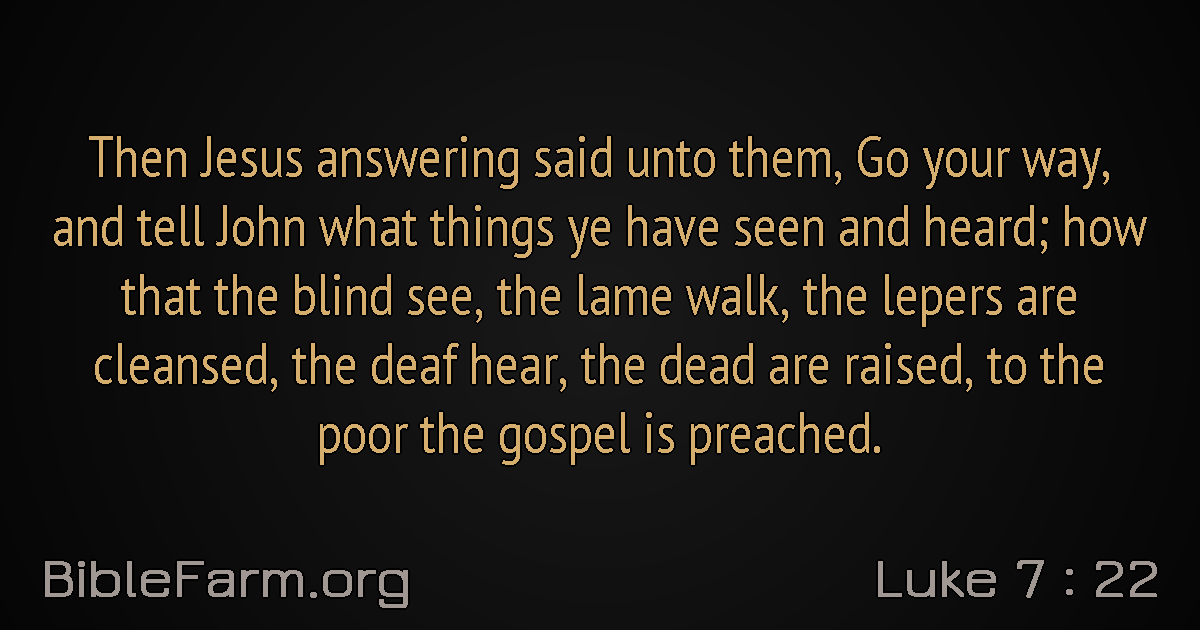 Then Jesus answering said unto them, Go your way,
and tell John what things ye have seen and heard; how
that the blind see, the lame walk, the lepers are
cleansed, the deaf hear, the dead are raised, to the
poor the gospel is preached.
BibleFarm.org
Luke 7 : 22